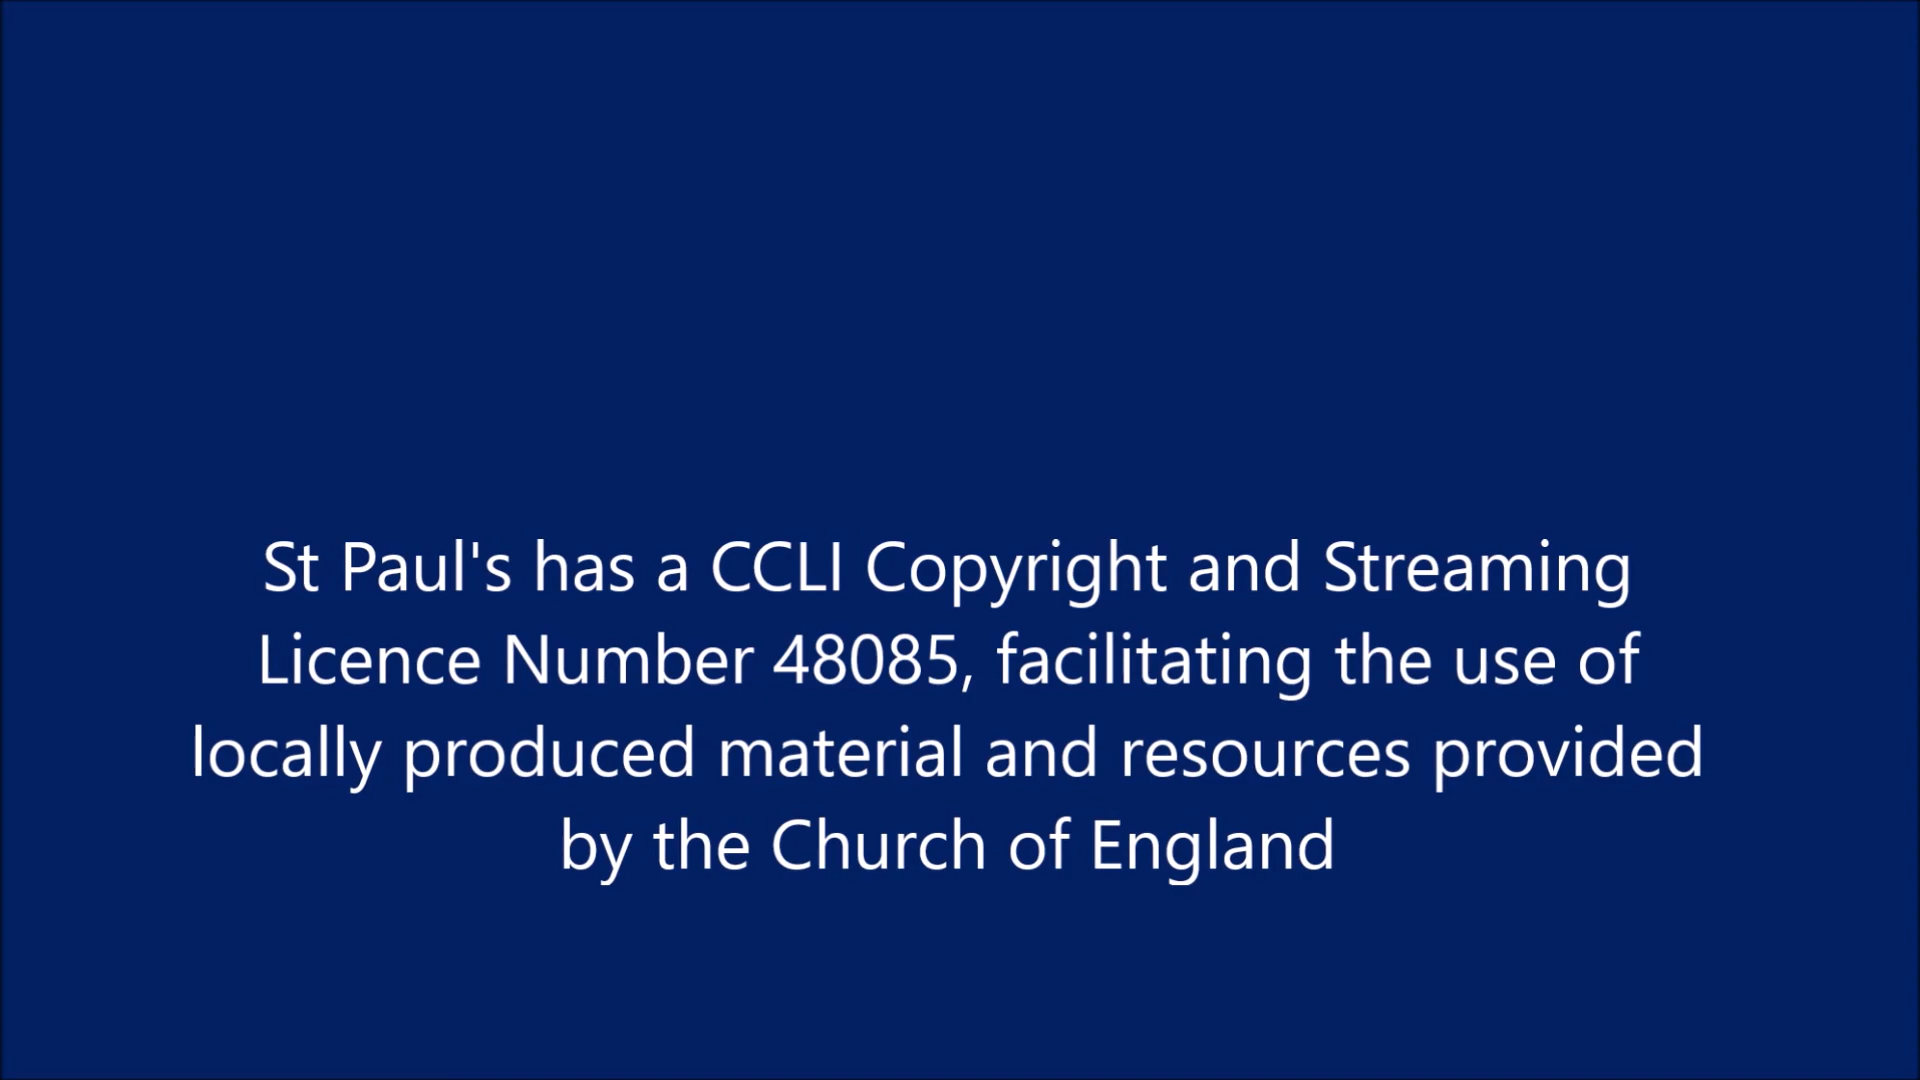 St Paul's has a CCLI Copyright and Streaming
Licence Number 48085, facilitating the use of
locally produced material and resources provided
by the Church of England